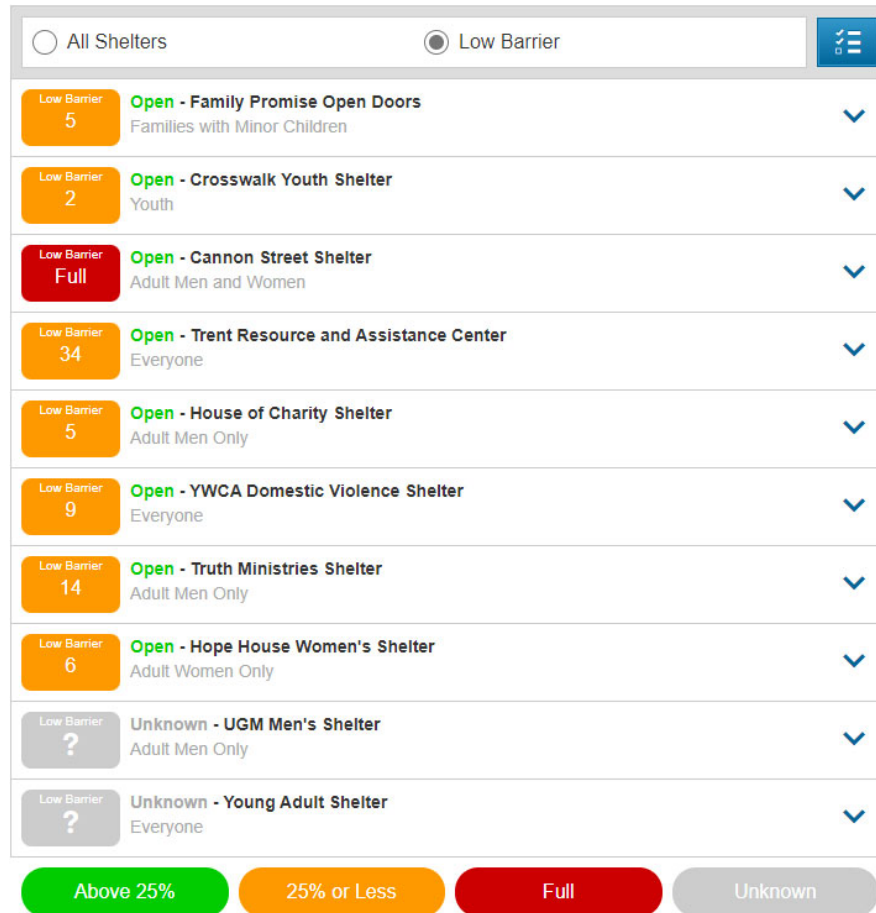 All Shelters
Low Barrier
Low Barrier
5
Open - Family Promise Open Doors
Families with Minor Children
Low Barrier
2
Open - Crosswalk Youth Shelter
Youth
Low Barrier
Full
Open - Cannon Street Shelter
Adult Men and Women
Low Barrier
34
Open - Trent Resource and Assistance Center
Everyone
Low Barrier
5
Open - House of Charity Shelter
Adult Men Only
Low Barrier
9
Open - YWCA Domestic Violence Shelter
Everyone
Low Barrier
14
Open - Truth Ministries Shelter
Adult Men Only
Low Barrier
6
Open - Hope House Women's Shelter
Adult Women Only
Low Barrier
?
Unknown - UGM Men's Shelter
Adult Men Only
Low Barrier
?
Unknown - Young Adult Shelter
Everyone
Above 25%
25% or Less
Full
Unknown